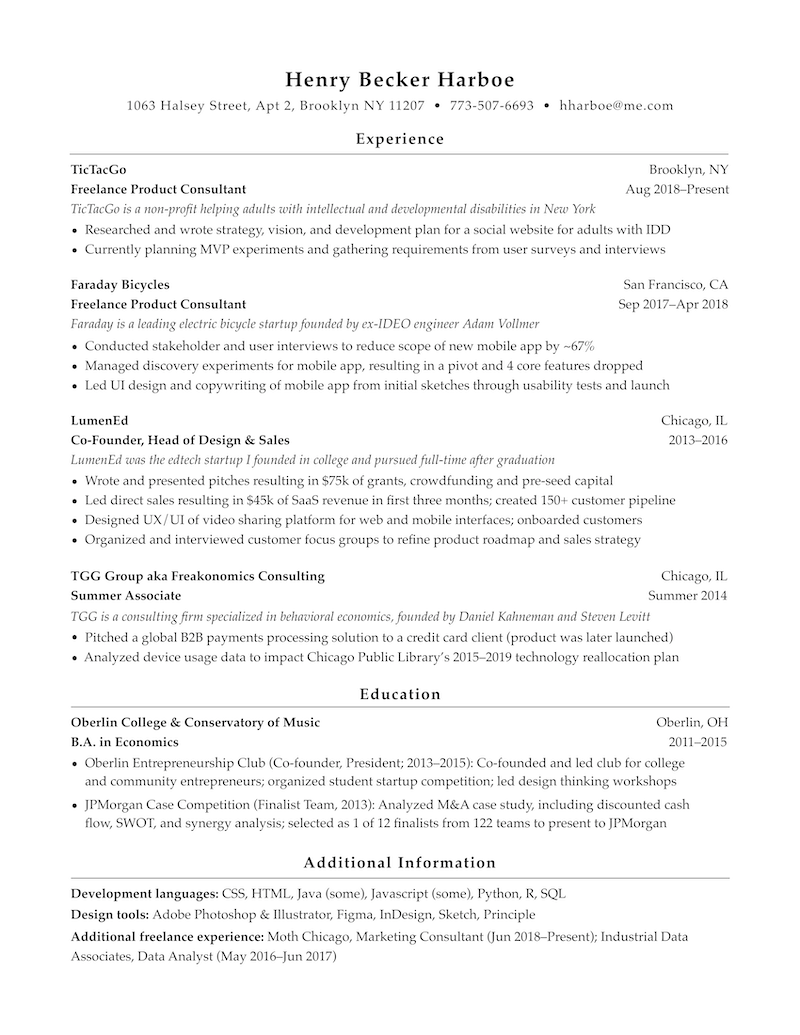 Henry Becker Harboe
1063 Halsey Street, Apt 2, Brooklyn NY 11207 • 773-507-6693 • hharboe@me.com
Experience
TicTacGo Brooklyn, NY
Freelance Product Consultant Aug 2018–Present
TicTacGo is a non-profit helping adults with intellectual and developmental disabilities in New York
• Researched and wrote strategy, vision, and development plan for a social website for adults with IDD
• Currently planning MVP experiments and gathering requirements from user surveys and interviews
Faraday Bicycles San Francisco, CA
Freelance Product Consultant Sep 2017–Apr 2018
Faraday is a leading electric bicycle startup founded by ex-IDEO engineer Adam Vollmer
• Conducted stakeholder and user interviews to reduce scope of new mobile app by ~67%
• Managed discovery experiments for mobile app, resulting in a pivot and 4 core features dropped
• Led UI design and copywriting of mobile app from initial sketches through usability tests and launch
LumenEd Chicago, IL
Co-Founder, Head of Design & Sales 2013–2016
LumenEd was the edtech startup I founded in college and pursued full-time after graduation
• Wrote and presented pitches resulting in $75k of grants, crowdfunding and pre-seed capital
• Led direct sales resulting in $45k of SaaS revenue in first three months; created 150+ customer pipeline
• Designed UX/UI of video sharing platform for web and mobile interfaces; onboarded customers
• Organized and interviewed customer focus groups to refine product roadmap and sales strategy
TGG Group aka Freakonomics Consulting Chicago, IL
Summer Associate Summer 2014
TGG is a consulting firm specialized in behavioral economics, founded by Daniel Kahneman and Steven Levitt
• Pitched a global B2B payments processing solution to a credit card client (product was later launched)
• Analyzed device usage data to impact Chicago Public Library's 2015–2019 technology reallocation plan
Education
Oberlin College & Conservatory of Music Oberlin, OH
B.A. in Economics 2011–2015
• Oberlin Entrepreneurship Club (Co-founder, President; 2013–2015): Co-founded and led club for college
and community entrepreneurs; organized student startup competition; led design thinking workshops
• JPMorgan Case Competition (Finalist Team, 2013): Analyzed M&A case study, including discounted cash
flow, SWOT, and synergy analysis; selected as 1 of 12 finalists from 122 teams to present to JPMorgan
Additional Information
Development languages: CSS, HTML, Java (some), Javascript (some), Python, R, SQL
Design tools: Adobe Photoshop & Illustrator, Figma, InDesign, Sketch, Principle
Additional freelance experience: Moth Chicago, Marketing Consultant (Jun 2018–Present); Industrial Data
Associates, Data Analyst (May 2016–Jun 2017)